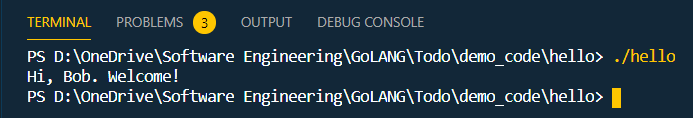 TERMINAL PROBLEMS 3 OUTPUT DEBUG CONSOLE
PS D:\OneDrive\Software Engineering\GoLANG\Todo\demo_code\hello> ./hello
Hi, Bob. Welcome!
PS D:\OneDrive\Software Engineering\GoLANG\Todo\demo_code\hello>